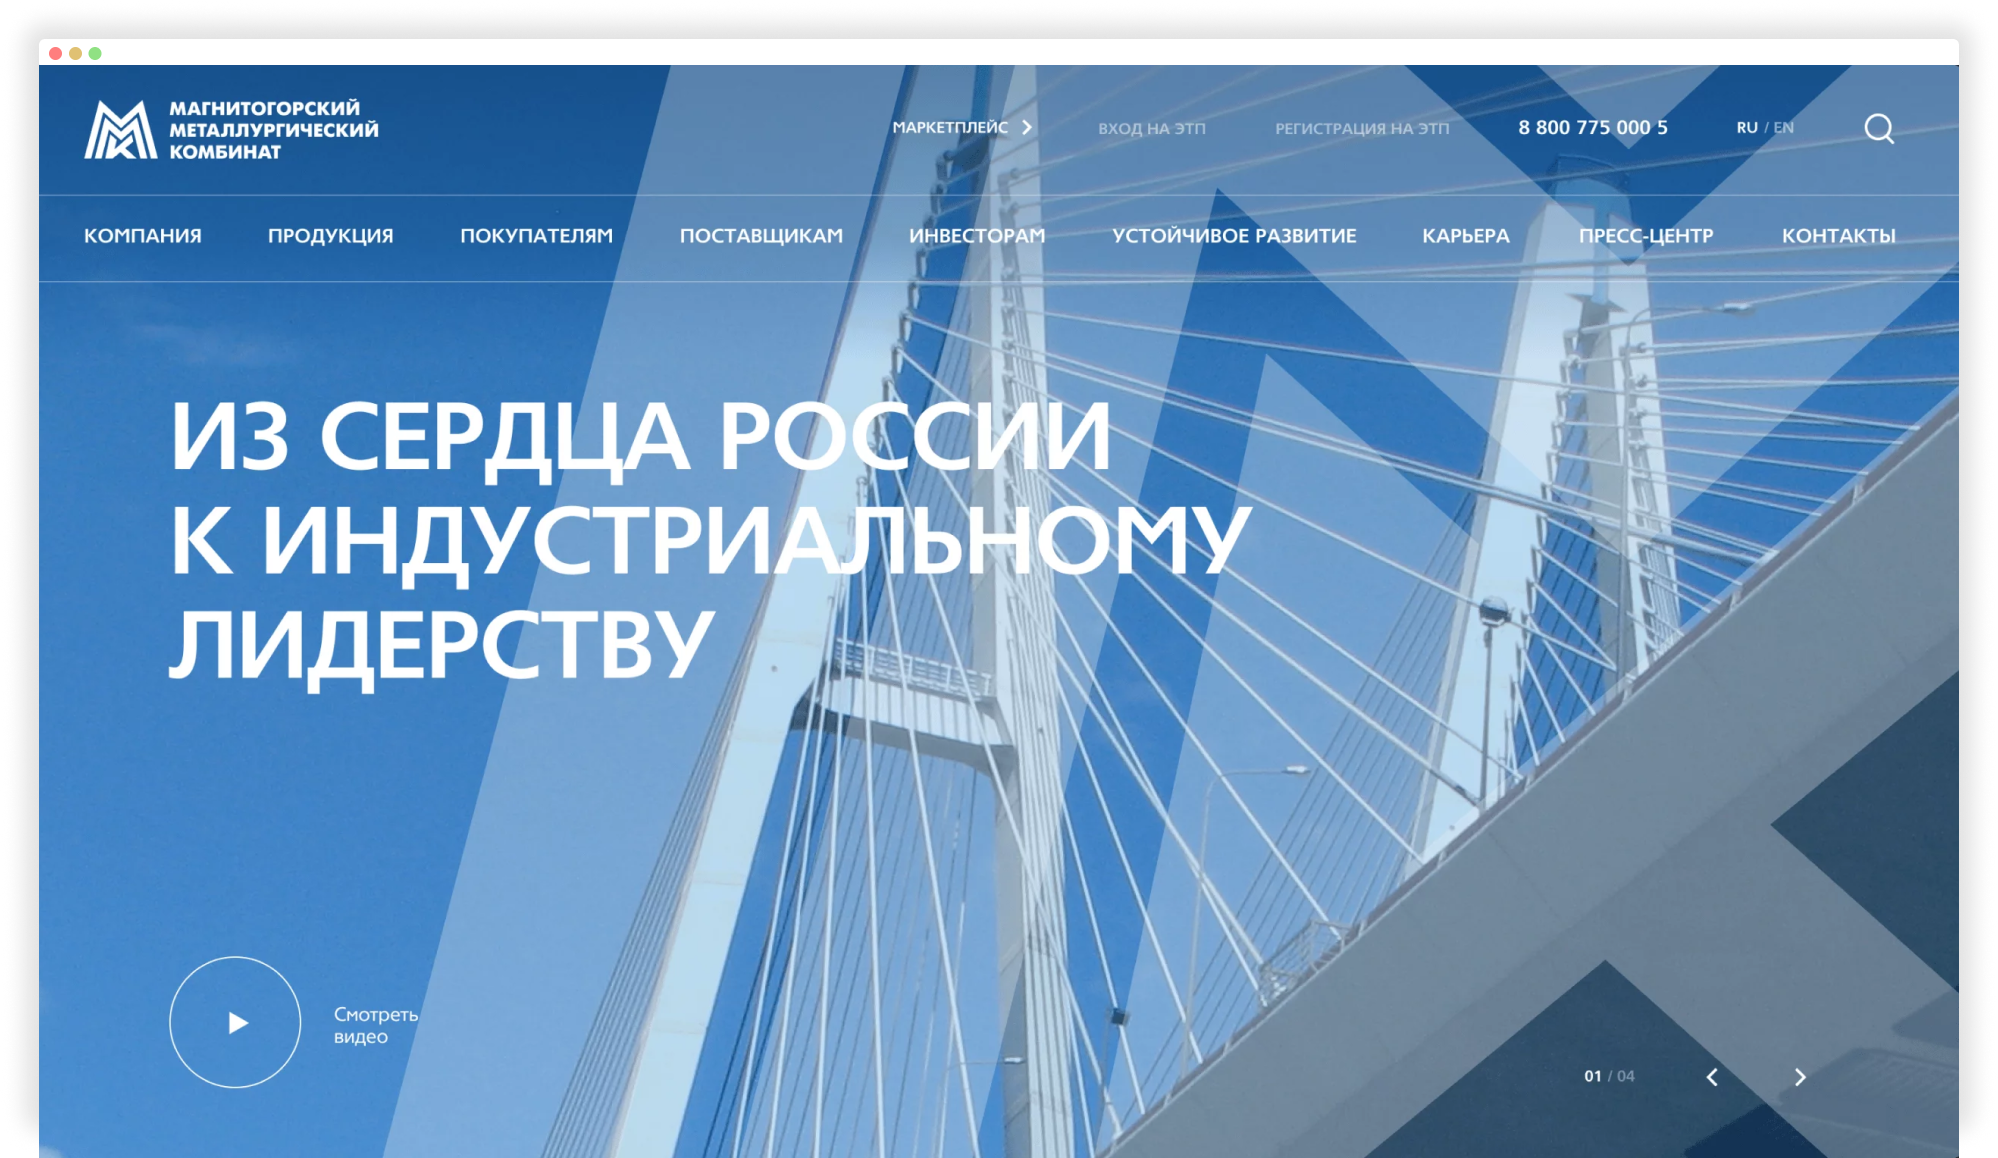 МАГНИТОГОРСКИЙ
МЕТАЛЛУРГИЧЕСКИЙ
КОМБИНАТ
МАРКЕТПЛЕЙС ВХОД НА ЭТП РЕГИСТРАЦИЯ НА ЭТП 8 800 775 000 5 RU / EN
КОМПАНИЯ ПРОДУКЦИЯ ПОКУПАТЕЛЯМ ПОСТАВЩИКАМ ИНВЕСТОРАМ УСТОЙЧИВОЕ РАЗВИТИЕ КАРЬЕРА ПРЕСС-ЦЕНТР КОНТАКТЫ
ИЗ СЕРДЦА РОССИИ
К ИНДУСТРИАЛЬНОМУ
ЛИДЕРСТВУ
Смотреть
видео
01 / 04